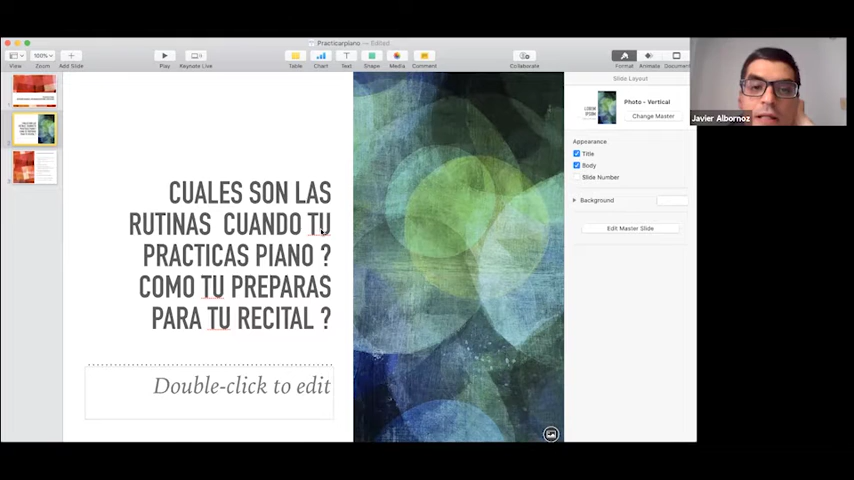 Practicarpiano — Edited
100%
View
Zoom
Add Slide
Play
Keynote Live
Table
Chart
Text
Shape
Media
Comment
Collaborate
Format
Animate
Document
Slide Layout
Photo - Vertical
Change Master
Appearance
Title
Body
Slide Number
Background
Edit Master Slide
CUALES SON LAS
RUTINAS CUANDO TU
PRACTICAS PIANO ?
COMO TU PREPARAS
PARA TU RECITAL ?
Double-click to edit
Javier Albornoz